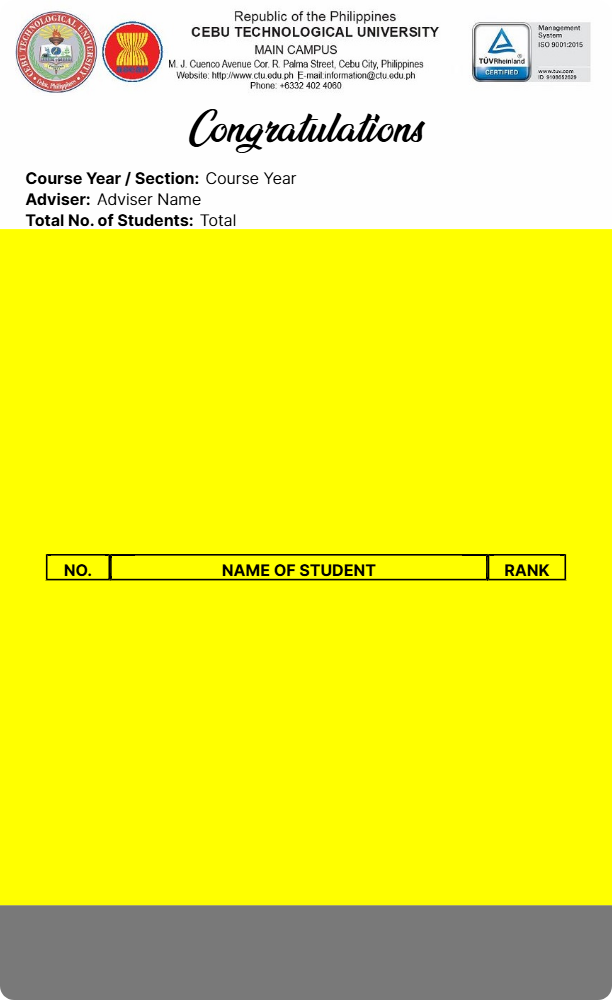 CEBU TECHNOLOGICAL UNIVERSITY
Cebu, Philippines
Republic of the Philippines
CEBU TECHNOLOGICAL UNIVERSITY
MAIN CAMPUS
M. J. Cuenco Avenue Cor. R. Palma Street, Cebu City, Philippines
Website: http://www.ctu.edu.ph E-mail:information@ctu.edu.ph
Phone: +6332 402 4060
TÜVRheinland
CERTIFIED
Management
System
ISO 9001:2015
www.tuv.com
Congratulations
Course Year / Section: Course Year
Adviser: Adviser Name
Total No. of Students: Total
NO. NAME OF STUDENT RANK